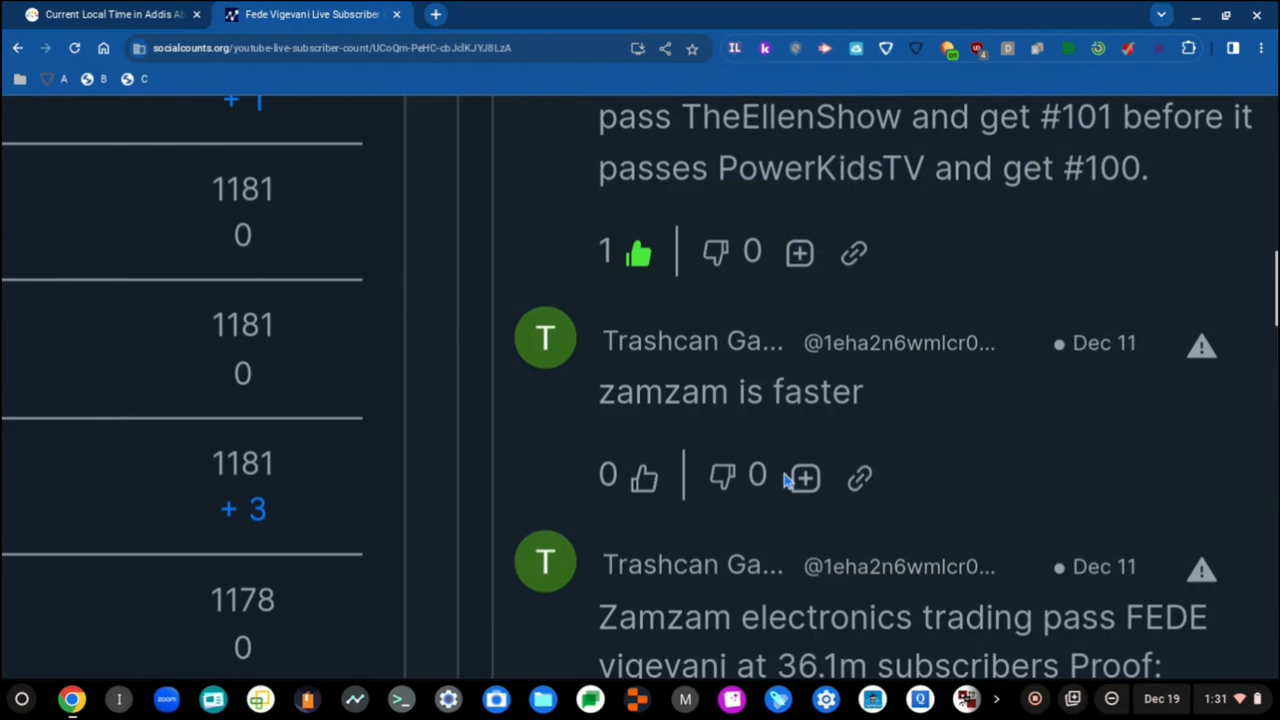 Current Local Time in Addis Ab
Fede Vigevani Live Subscriber
socialcounts.org/youtube-live-subscriber-count/UCoQm-PeHC-cbJclKJYJ8LzA
A
B
C
+ 1
1181
0
1181
0
1181
+ 3
1178
0
pass TheEllenShow and get #101 before it
passes PowerKidsTV and get #100.
1
0
T
Trashcan Ga... @1eha2n6wmlcr0... • Dec 11
zamzam is faster
0
0
T
Trashcan Ga... @1eha2n6wmlcr0... • Dec 11
Zamzam electronics trading pass FEDE
vigevani at 36.1m subscribers Proof:
zoom
M
Dec 19
1:31